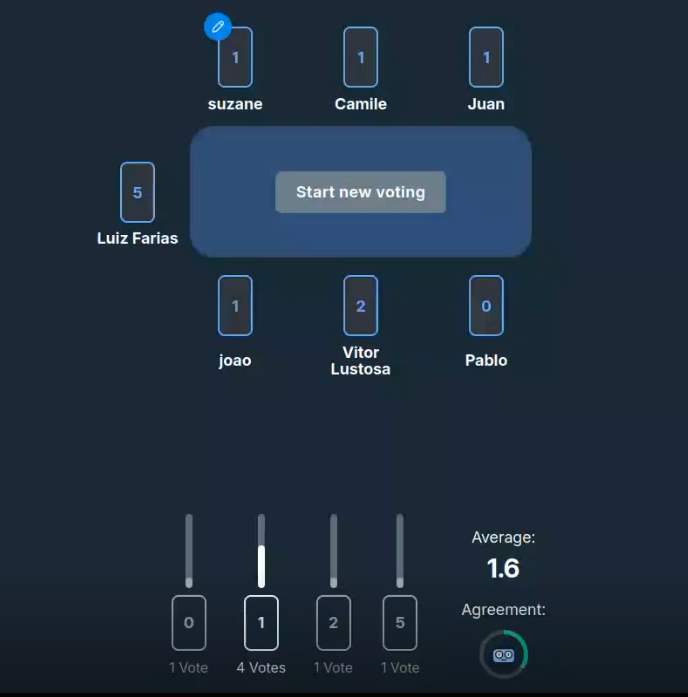 1
1
1
suzane
Camile
Juan
5
Start new voting
Luiz Farias
1
2
0
joao
Vitor
Lustosa
Pablo
Average:
1.6
Agreement:
0
1
2
5
1 Vote
4 Votes
1 Vote
1 Vote